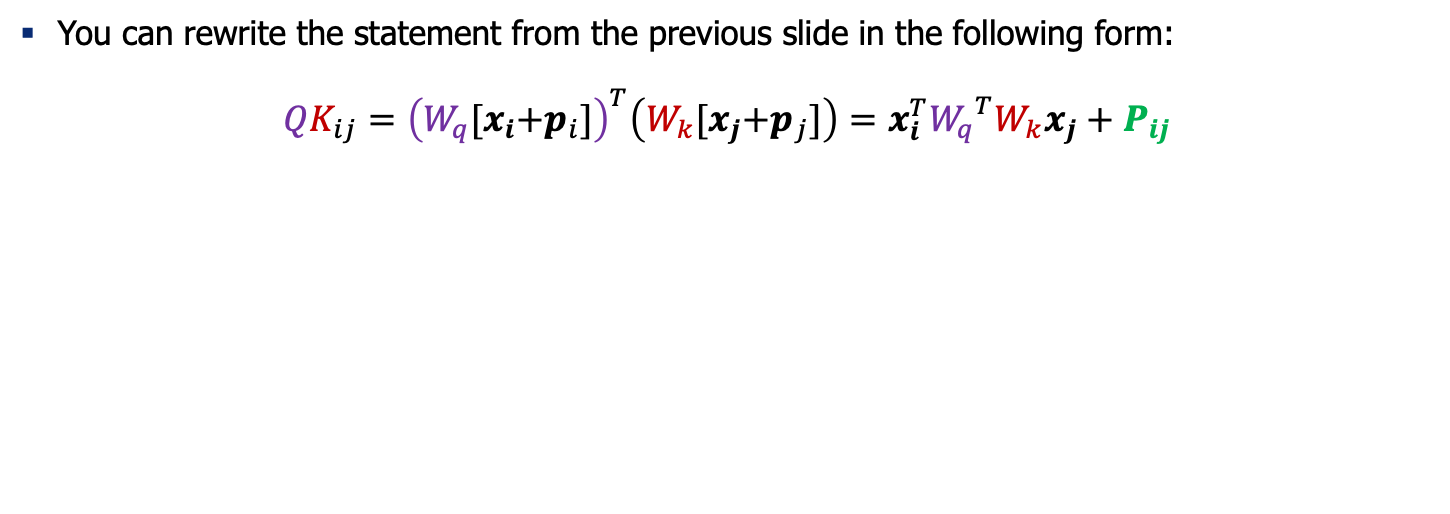 ▪ You can rewrite the statement from the previous slide in the following form:
𝑄𝐾ᵢⱼ = (W_q[x_i+p_i])^T (W_k[x_j+p_j]) = x_i^T W_q^T W_k x_j + P_ij